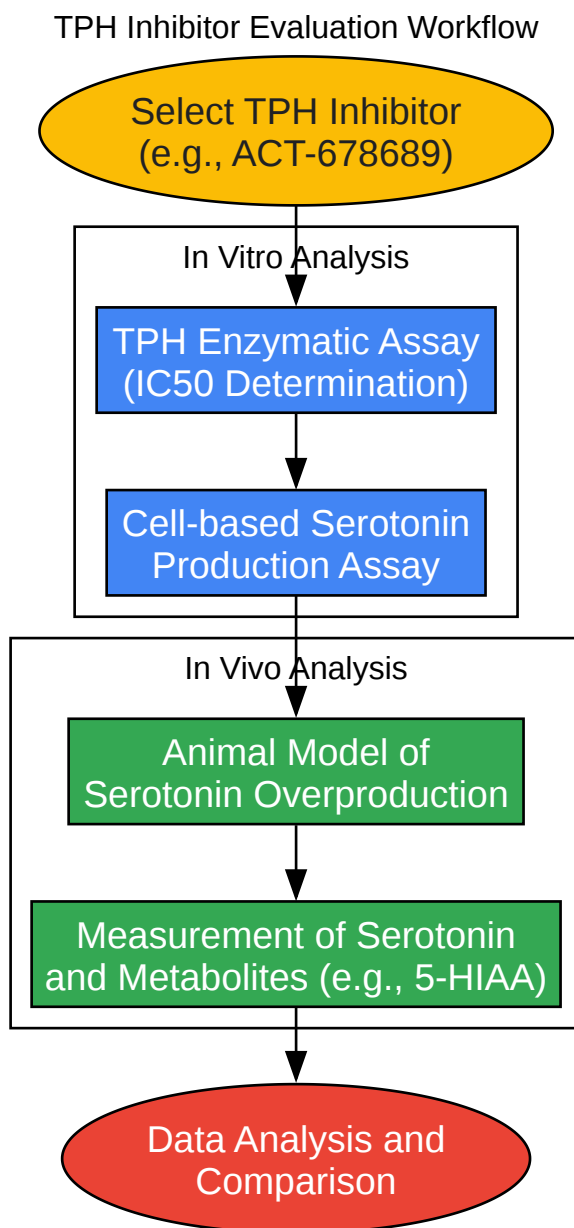 TPH Inhibitor Evaluation Workflow
Select TPH Inhibitor
(e.g., ACT-678689)
In Vitro Analysis
TPH Enzymatic Assay
(IC50 Determination)
Cell-based Serotonin
Production Assay
In Vivo Analysis
Animal Model of
Serotonin Overproduction
Measurement of Serotonin
and Metabolites (e.g., 5-HIAA)
Data Analysis and
Comparison